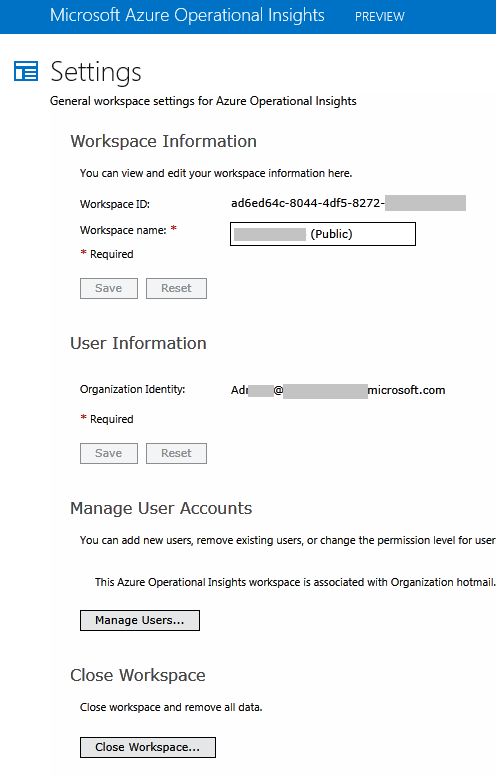 Microsoft Azure Operational Insights PREVIEW
Settings
General workspace settings for Azure Operational Insights
Workspace Information
You can view and edit your workspace information here.
Workspace ID: ad6ed64c-8044-4df5-8272-
Workspace name: * (Public)
* Required
Save Reset
User Information
Organization Identity: Adr @ microsoft.com
* Required
Save Reset
Manage User Accounts
You can add new users, remove existing users, or change the permission level for user
This Azure Operational Insights workspace is associated with Organization hotmail.
Manage Users...
Close Workspace
Close workspace and remove all data.
Close Workspace...